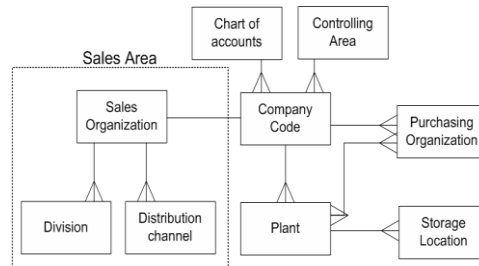 Chart of
accounts
Controlling
Area
Sales Area
Sales
Organization
Company
Code
Purchasing
Organization
Division
Distribution
channel
Plant
Storage
Location